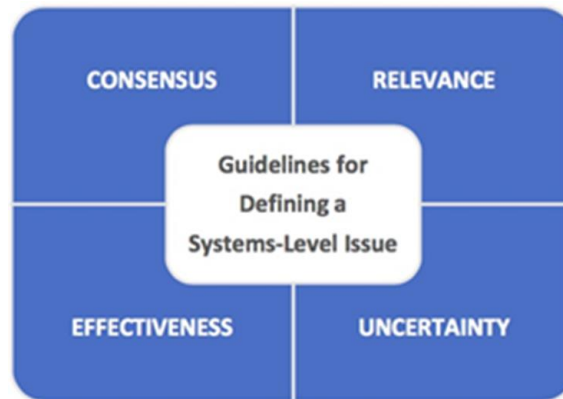 CONSENSUS
RELEVANCE
Guidelines for
Defining a
Systems-Level Issue
EFFECTIVENESS
UNCERTAINTY